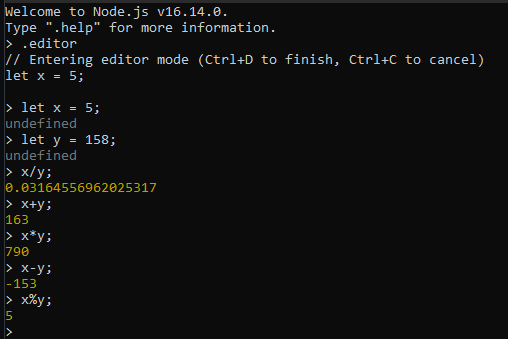 Welcome to Node.js v16.14.0.
Type ".help" for more information.
> .editor
// Entering editor mode (Ctrl+D to finish, Ctrl+C to cancel)
let x = 5;
> let x = 5;
undefined
> let y = 158;
undefined
> x/y;
0.03164556962025317
> x+y;
163
> x*y;
790
> x-y;
-153
> x%y;
5
>